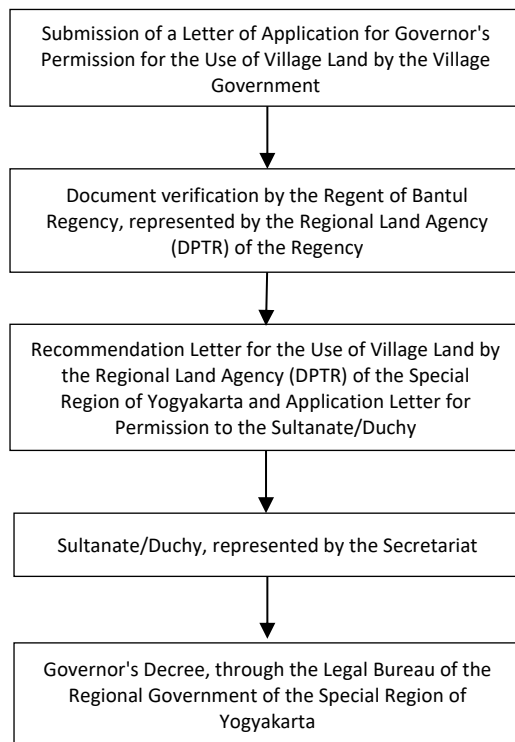 Submission of a Letter of Application for Governor's
Permission for the Use of Village Land by the Village
Government
Document verification by the Regent of Bantul
Regency, represented by the Regional Land Agency
(DPTR) of the Regency
Recommendation Letter for the Use of Village Land by
the Regional Land Agency (DPTR) of the Special
Region of Yogyakarta and Application Letter for
Permission to the Sultanate/Duchy
Sultanate/Duchy, represented by the Secretariat
Governor's Decree, through the Legal Bureau of the
Regional Government of the Special Region of
Yogyakarta